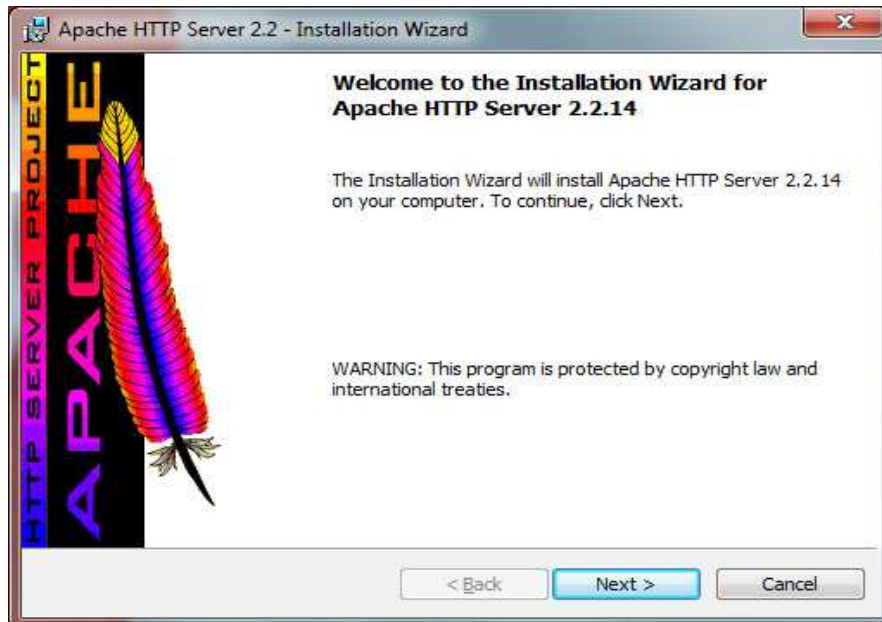 Apache HTTP Server 2.2 - Installation Wizard
HTTP SERVER PROJECT
APACHE
Welcome to the Installation Wizard for
Apache HTTP Server 2.2.14
The Installation Wizard will install Apache HTTP Server 2.2.14
on your computer. To continue, click Next.
WARNING: This program is protected by copyright law and
international treaties.
< Back
Next >
Cancel